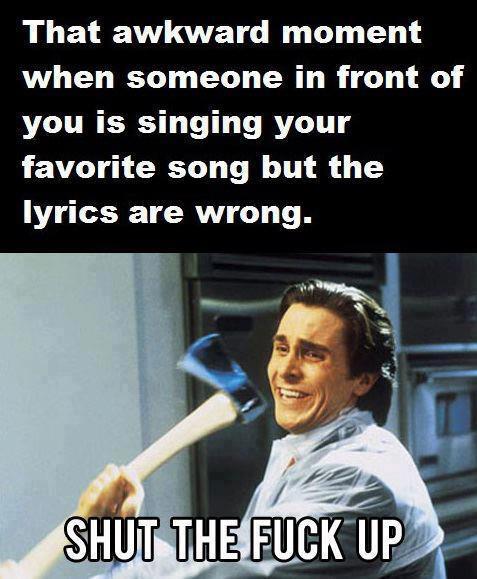 That awkward moment
when someone in front of
you is singing your
favorite song but the
lyrics are wrong.
SHUT THE FUCK UP